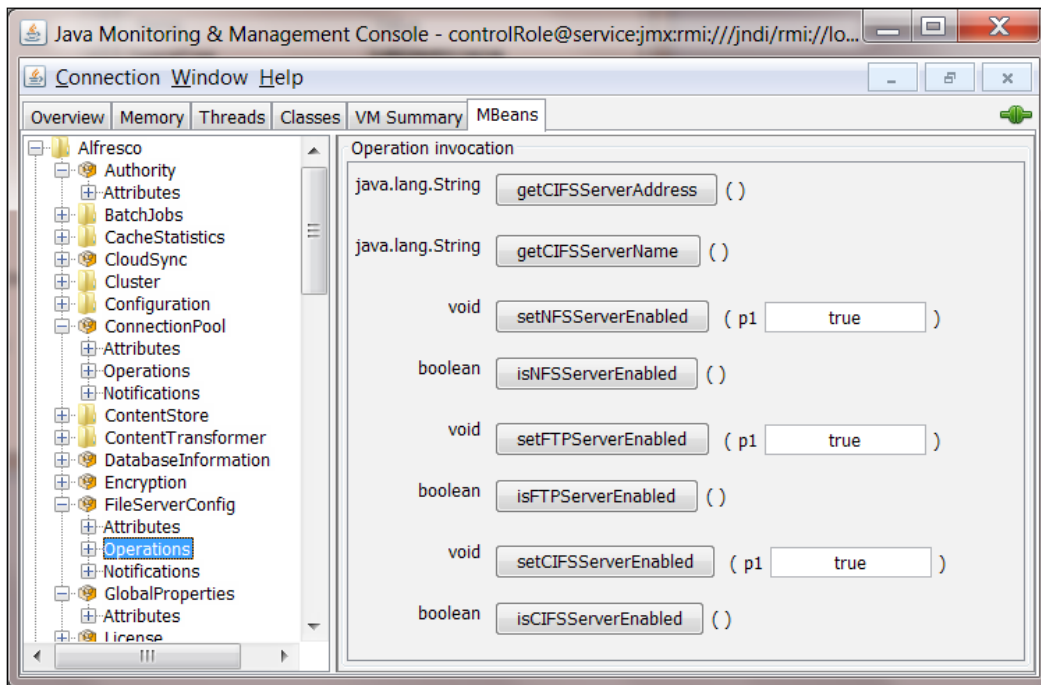 Java Monitoring & Management Console - controlRole@service:jmx:rmi:///jndi/rmi://lo...
Connection Window Help
Overview Memory Threads Classes VM Summary MBeans
Alfresco
Authority
Attributes
BatchJobs
CacheStatistics
CloudSync
Cluster
Configuration
ConnectionPool
Attributes
Operations
Notifications
ContentStore
ContentTransformer
DatabaseInformation
Encryption
FileServerConfig
Attributes
Operations
Notifications
GlobalProperties
Attributes
License
Operation invocation
java.lang.String getCIFSServerAddress ( )
java.lang.String getCIFSServerName ( )
void setNFSServerEnabled ( p1 true )
boolean isNFSServerEnabled ( )
void setFTPServerEnabled ( p1 true )
boolean isFTPServerEnabled ( )
void setCIFSServerEnabled ( p1 true )
boolean isCIFSServerEnabled ( )